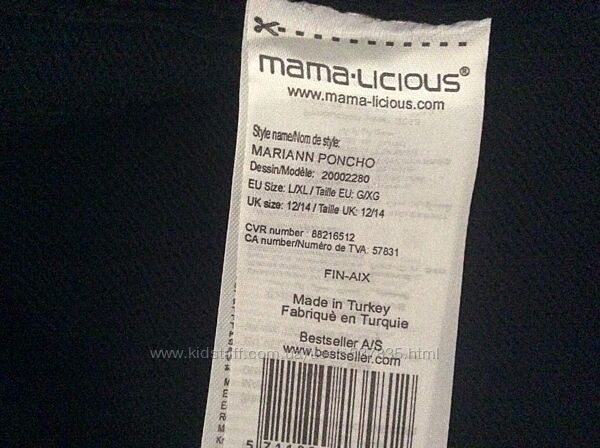 mama·licious®
www.mama-licious.com
Style name/Nom de style:
MARIANN PONCHO
Dessin/Modèle: 20002280
EU Size: L/XL / Taille EU: G/XG
UK size: 12/14 / Taille UK: 12/14
CVR number : 88216512
CA number/Numéro de TVA: 57831
FIN-AIX
Made in Turkey
Fabriquè en Turquie
Bestseller A/S
www.bestseller.com